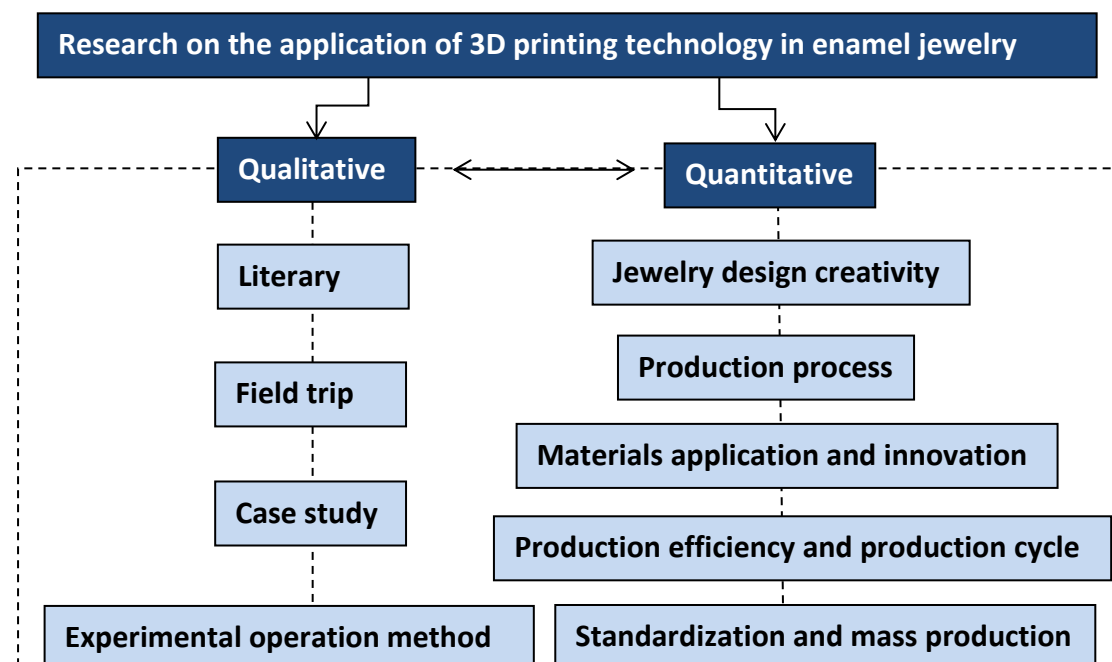 Research on the application of 3D printing technology in enamel jewelry
Qualitative
Quantitative
Literary
Field trip
Case study
Experimental operation method
Jewelry design creativity
Production process
Materials application and innovation
Production efficiency and production cycle
Standardization and mass production